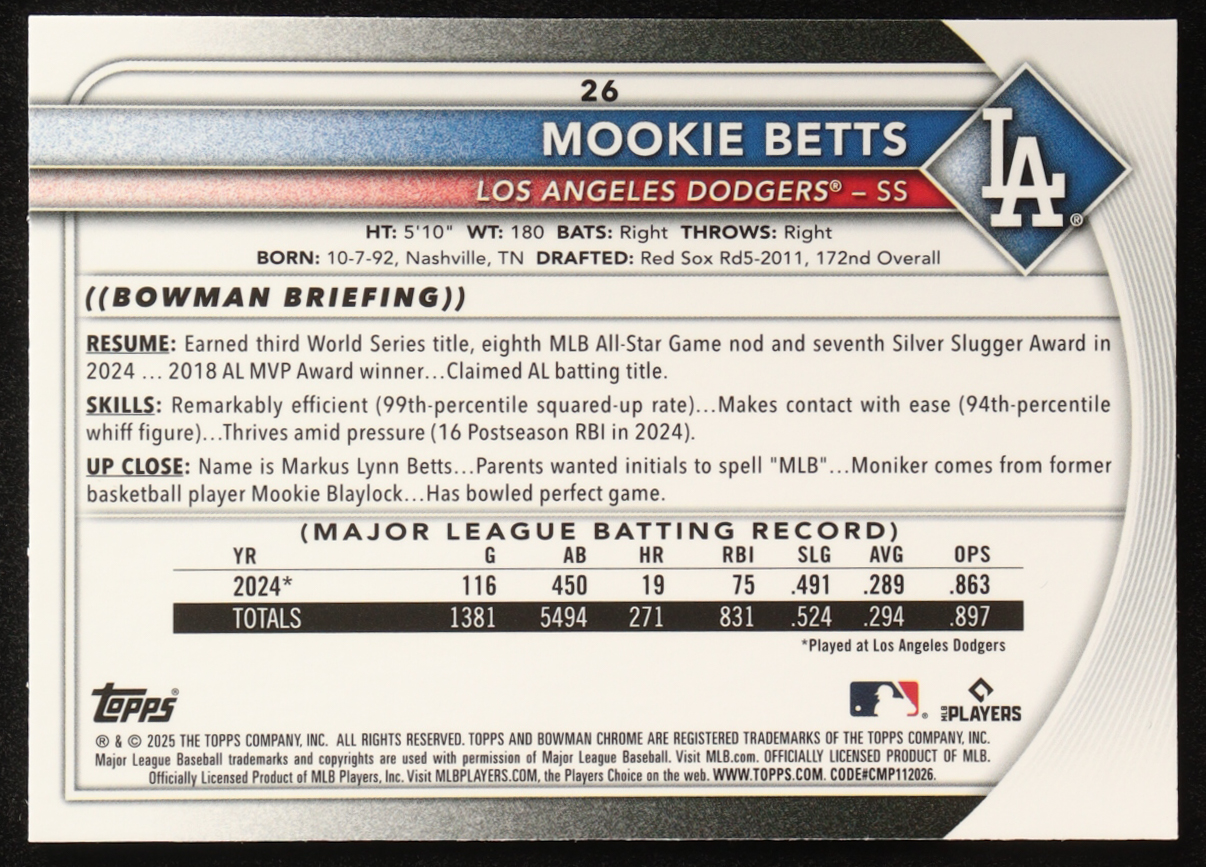 26
MOOKIE BETTS
LOS ANGELES DODGERS® – SS
LA®
HT: 5'10" WT: 180 BATS: Right THROWS: Right
BORN: 10-7-92, Nashville, TN DRAFTED: Red Sox Rd5-2011, 172nd Overall
((BOWMAN BRIEFING))
RESUME: Earned third World Series title, eighth MLB All-Star Game nod and seventh Silver Slugger Award in
2024 ... 2018 AL MVP Award winner...Claimed AL batting title.
SKILLS: Remarkably efficient (99th-percentile squared-up rate)...Makes contact with ease (94th-percentile
whiff figure)...Thrives amid pressure (16 Postseason RBI in 2024).
UP CLOSE: Name is Markus Lynn Betts...Parents wanted initials to spell "MLB"...Moniker comes from former
basketball player Mookie Blaylock...Has bowled perfect game.
(MAJOR LEAGUE BATTING RECORD)
YR G AB HR RBI SLG AVG OPS
2024* 116 450 19 75 .491 .289 .863
TOTALS 1381 5494 271 831 .524 .294 .897
*Played at Los Angeles Dodgers
Topps® ® MLB PLAYERS
® & © 2025 THE TOPPS COMPANY, INC. ALL RIGHTS RESERVED. TOPPS AND BOWMAN CHROME ARE REGISTERED TRADEMARKS OF THE TOPPS COMPANY, INC.
Major League Baseball trademarks and copyrights are used with permission of Major League Baseball. Visit MLB.com. OFFICIALLY LICENSED PRODUCT OF MLB.
Officially Licensed Product of MLB Players, Inc. Visit MLBPLAYERS.COM, the Players Choice on the web. WWW.TOPPS.COM. CODE#CMP112026.